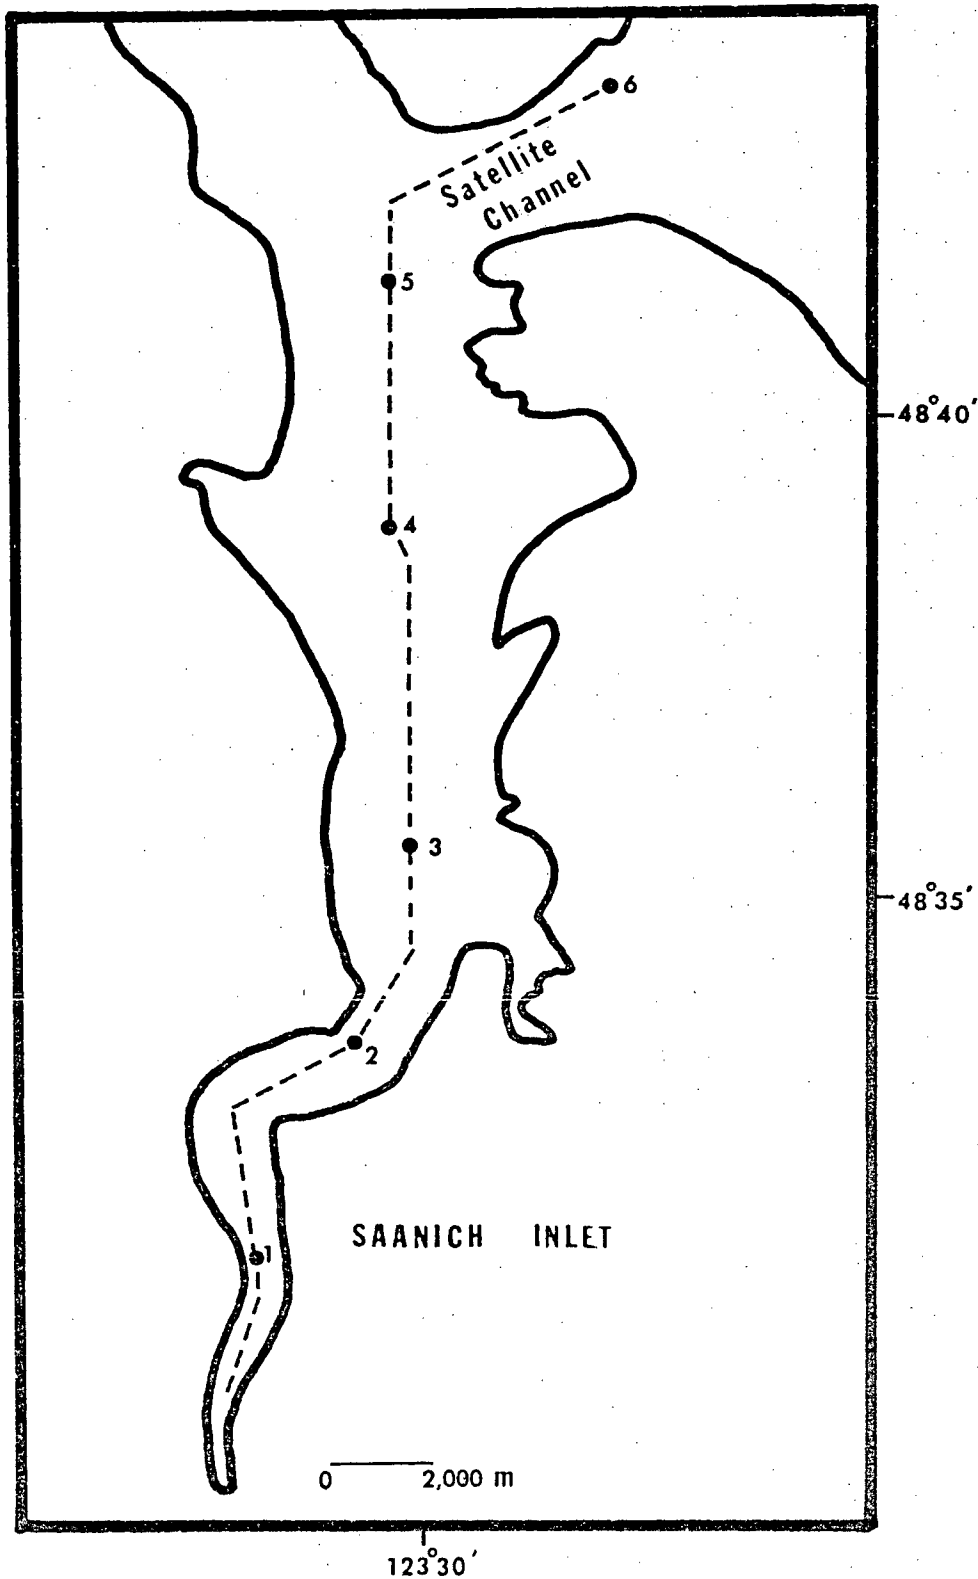 6
Satellite
Channel
5
48°40'
4
3
48°35'
2
1
SAANICH INLET
0 2,000 m
123°30'